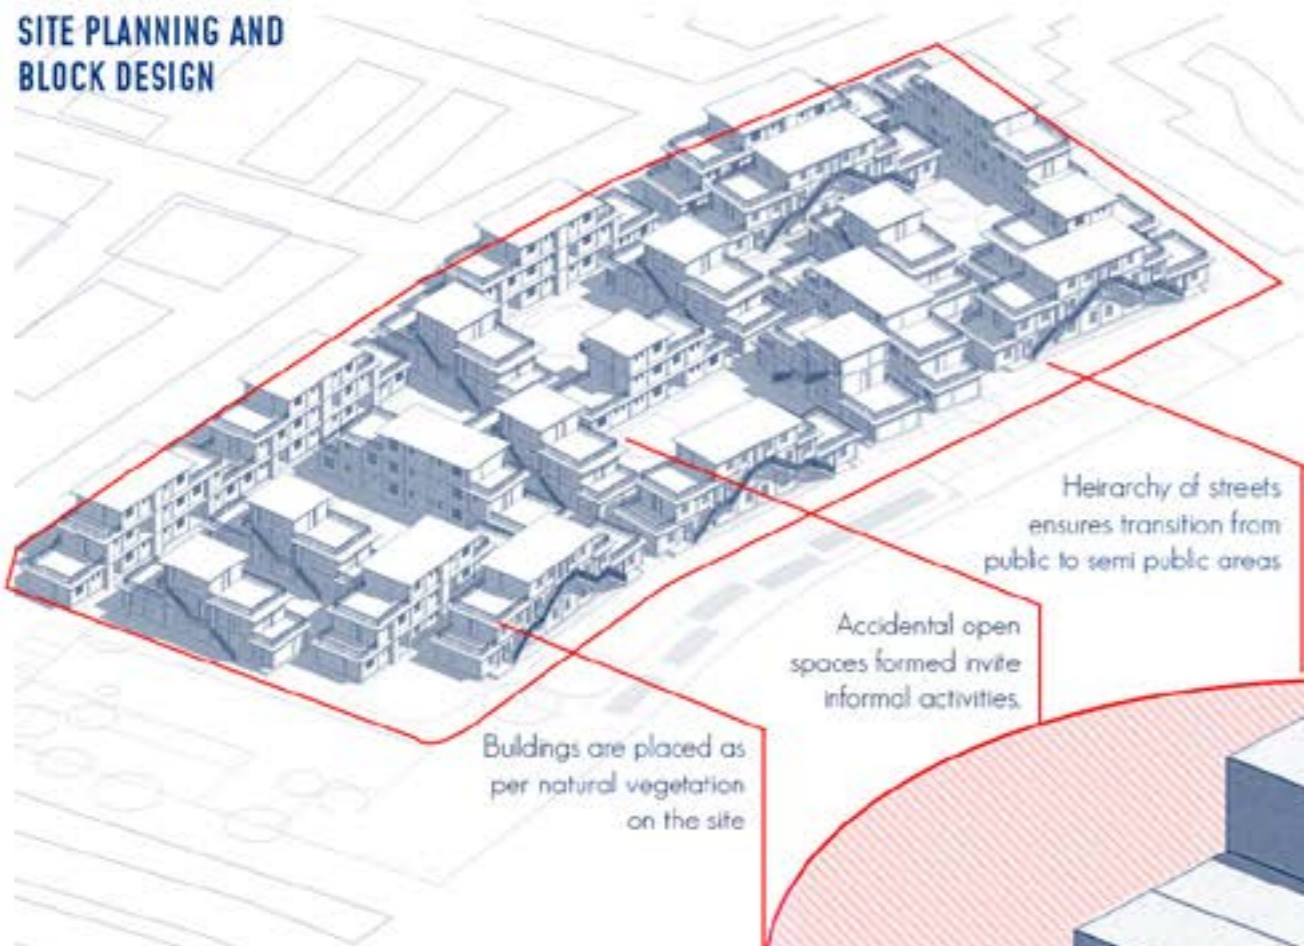 SITE PLANNING AND
BLOCK DESIGN
Heirarchy of streets
ensures transition from
public to semi public areas
Accidental open
spaces formed invite
informal activities.
Buildings are placed as
per natural vegetation
on the site